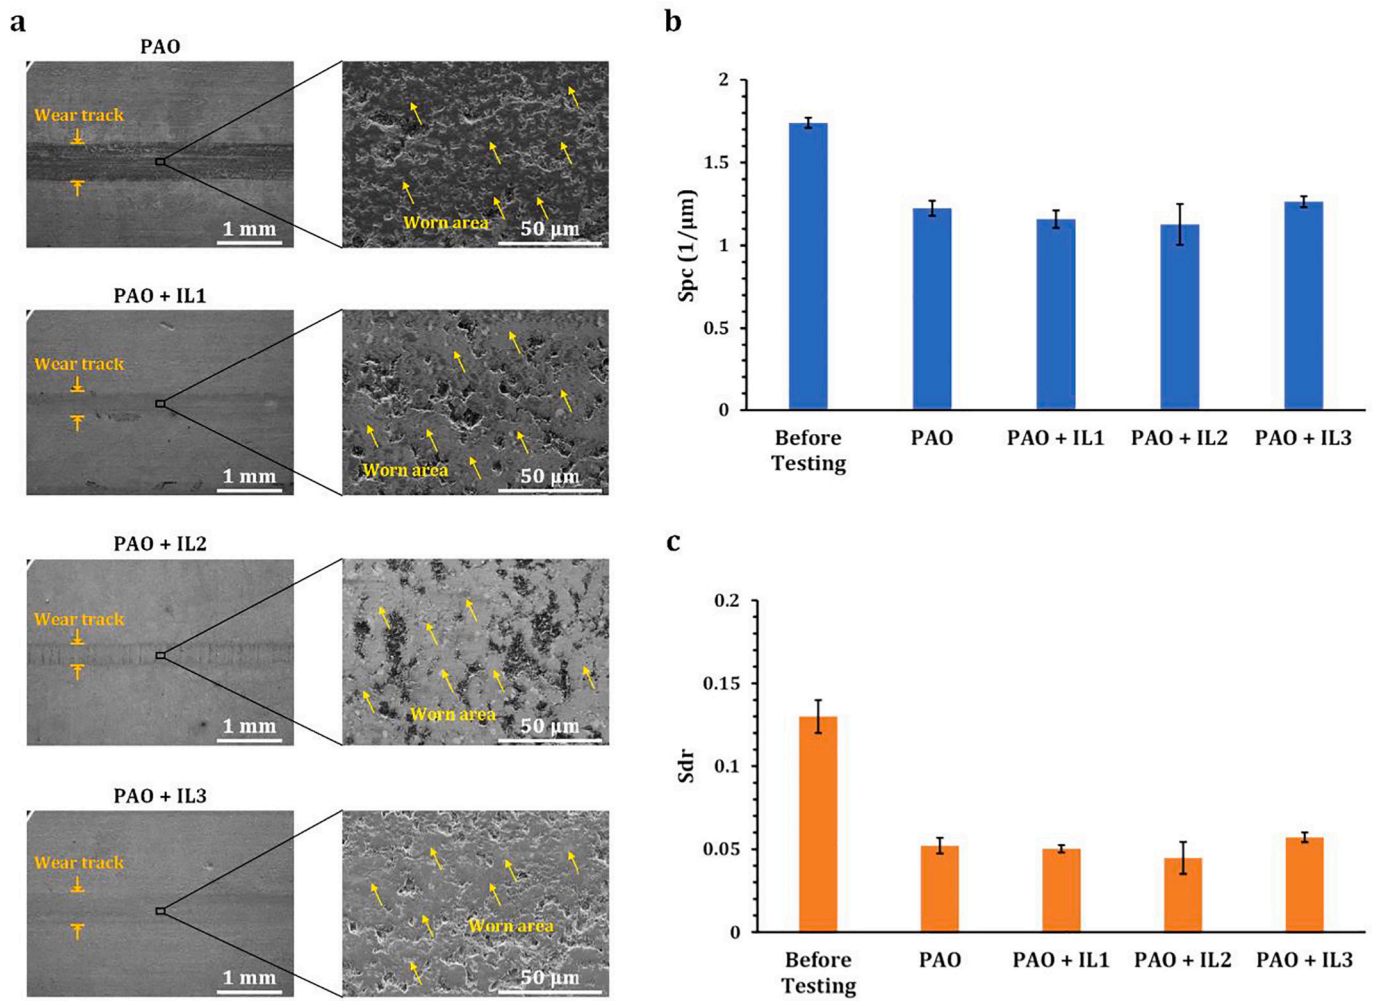 a
PAO
Wear track
1 mm
Worn area
50 µm
PAO + IL1
Wear track
1 mm
Worn area
50 µm
PAO + IL2
Wear track
1 mm
Worn area
50 µm
PAO + IL3
Wear track
1 mm
Worn area
50 µm
b
Spc (1/µm)
2
1.5
1
0.5
0
Before Testing
PAO
PAO + IL1
PAO + IL2
PAO + IL3
c
Sdr
0.2
0.15
0.1
0.05
0
Before Testing
PAO
PAO + IL1
PAO + IL2
PAO + IL3